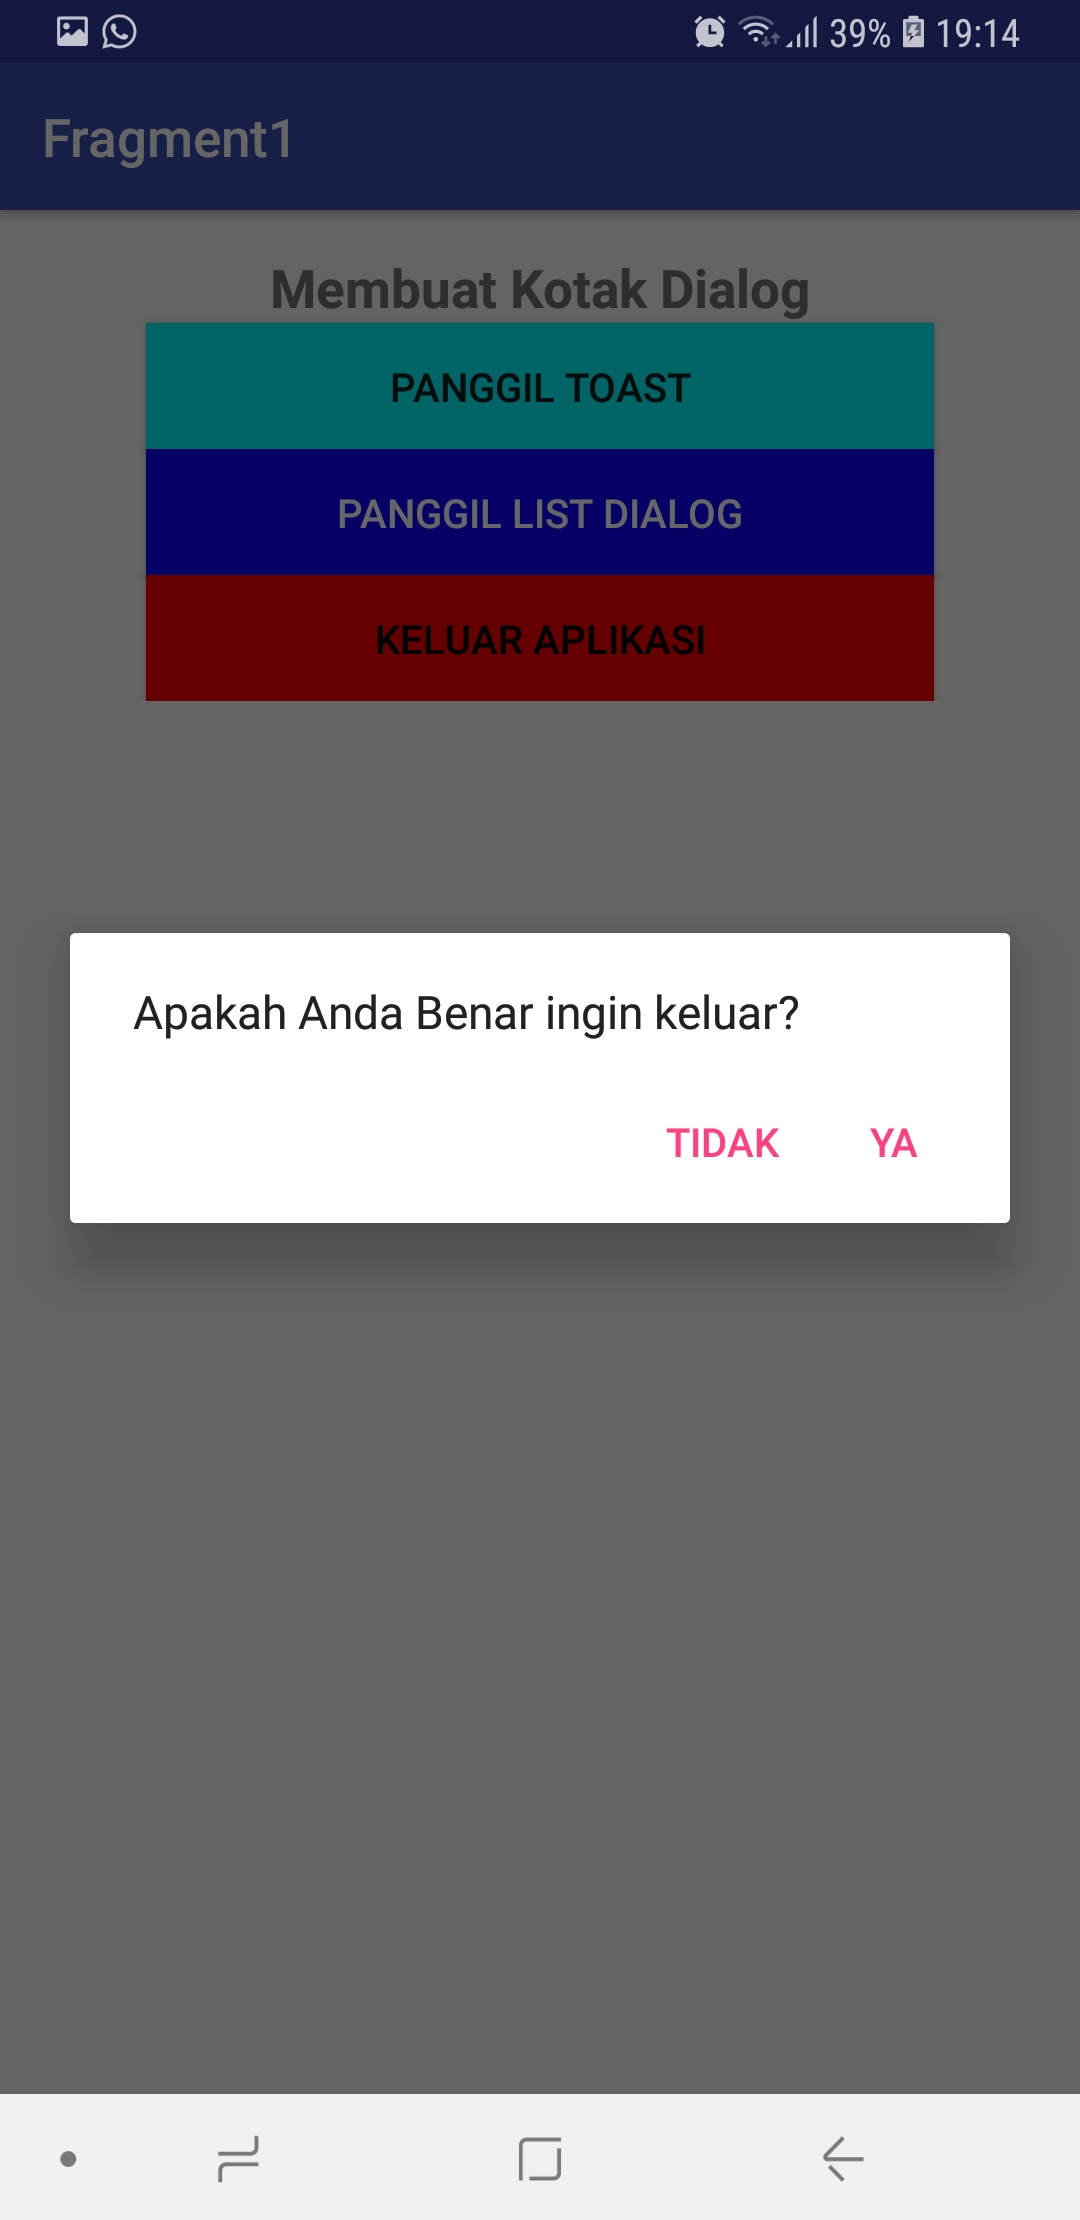 39% 19:14
Fragment1
Membuat Kotak Dialog
PANGGIL TOAST
PANGGIL LIST DIALOG
KELUAR APLIKASI
Apakah Anda Benar ingin keluar?
TIDAK YA